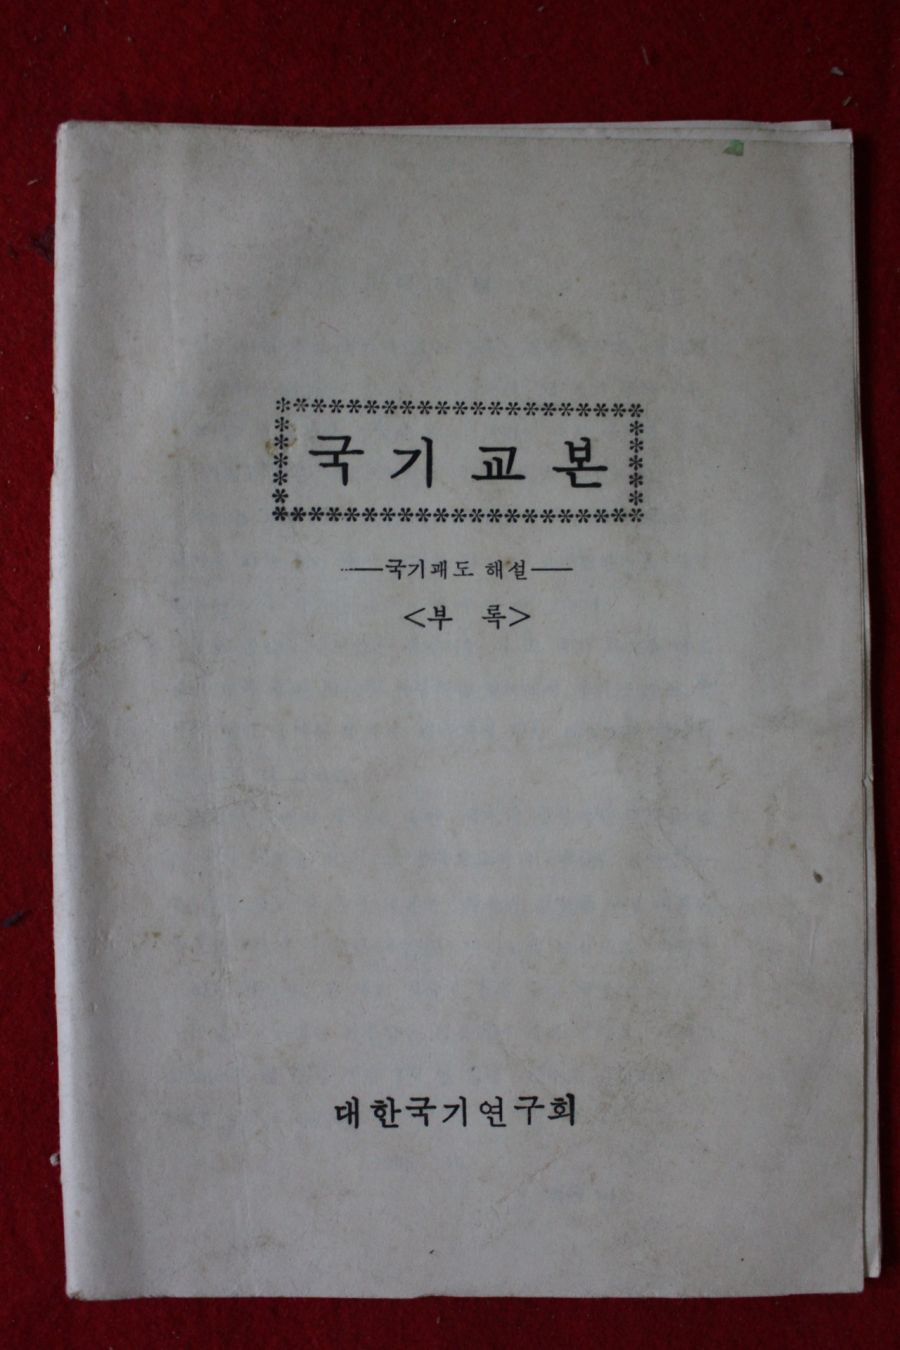 국기교본
국기괘도 해설
<부 록>
대한국기연구회